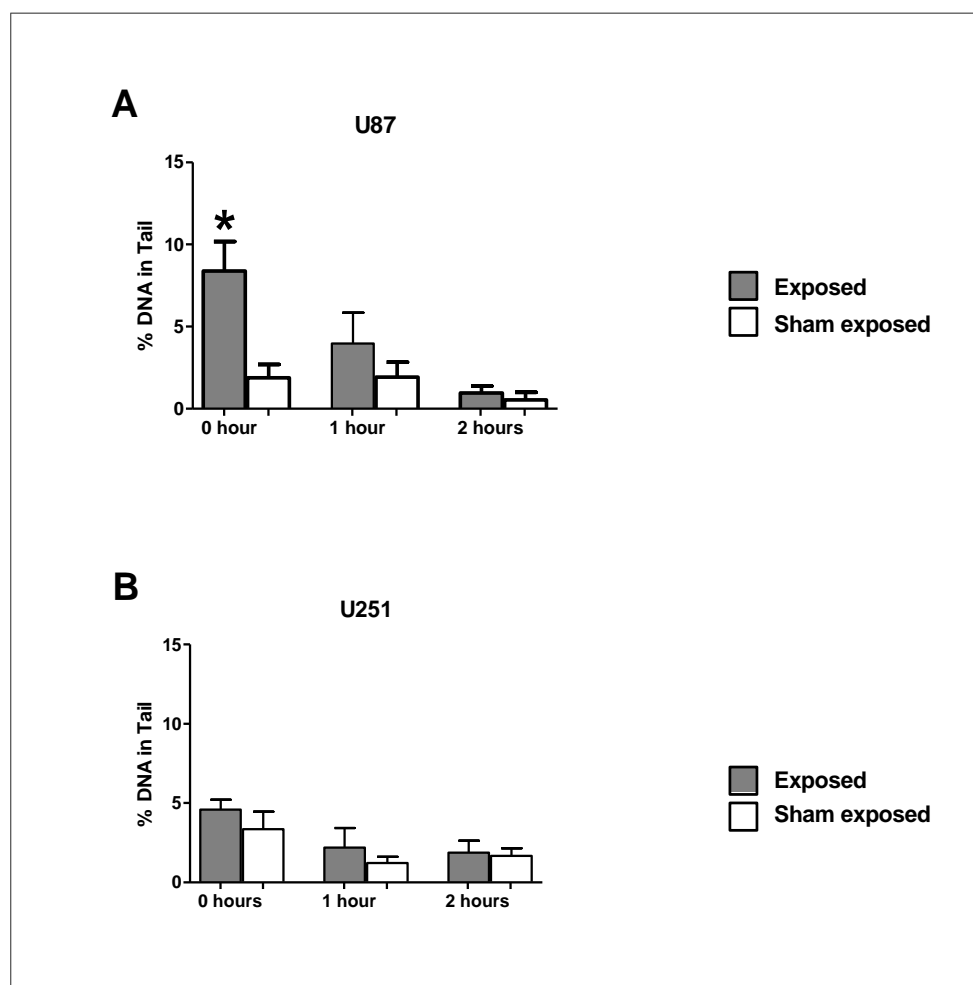 A
U87
15
*
10
% DNA in Tail
5
0
0 hour 1 hour 2 hours
Exposed
Sham exposed
B
U251
15
10
% DNA in Tail
5
0
0 hours 1 hour 2 hours
Exposed
Sham exposed